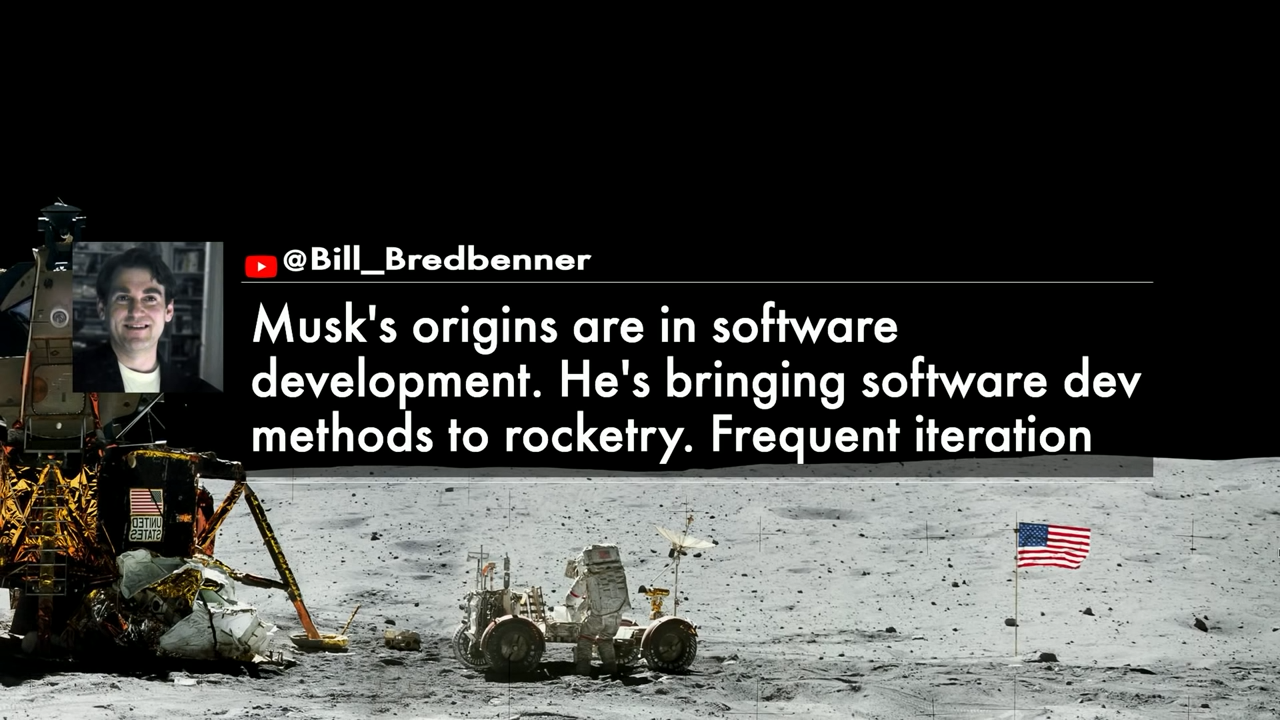 @Bill_Bredbenner
Musk's origins are in software
development. He's bringing software dev
methods to rocketry. Frequent iteration
UNITED
STATES